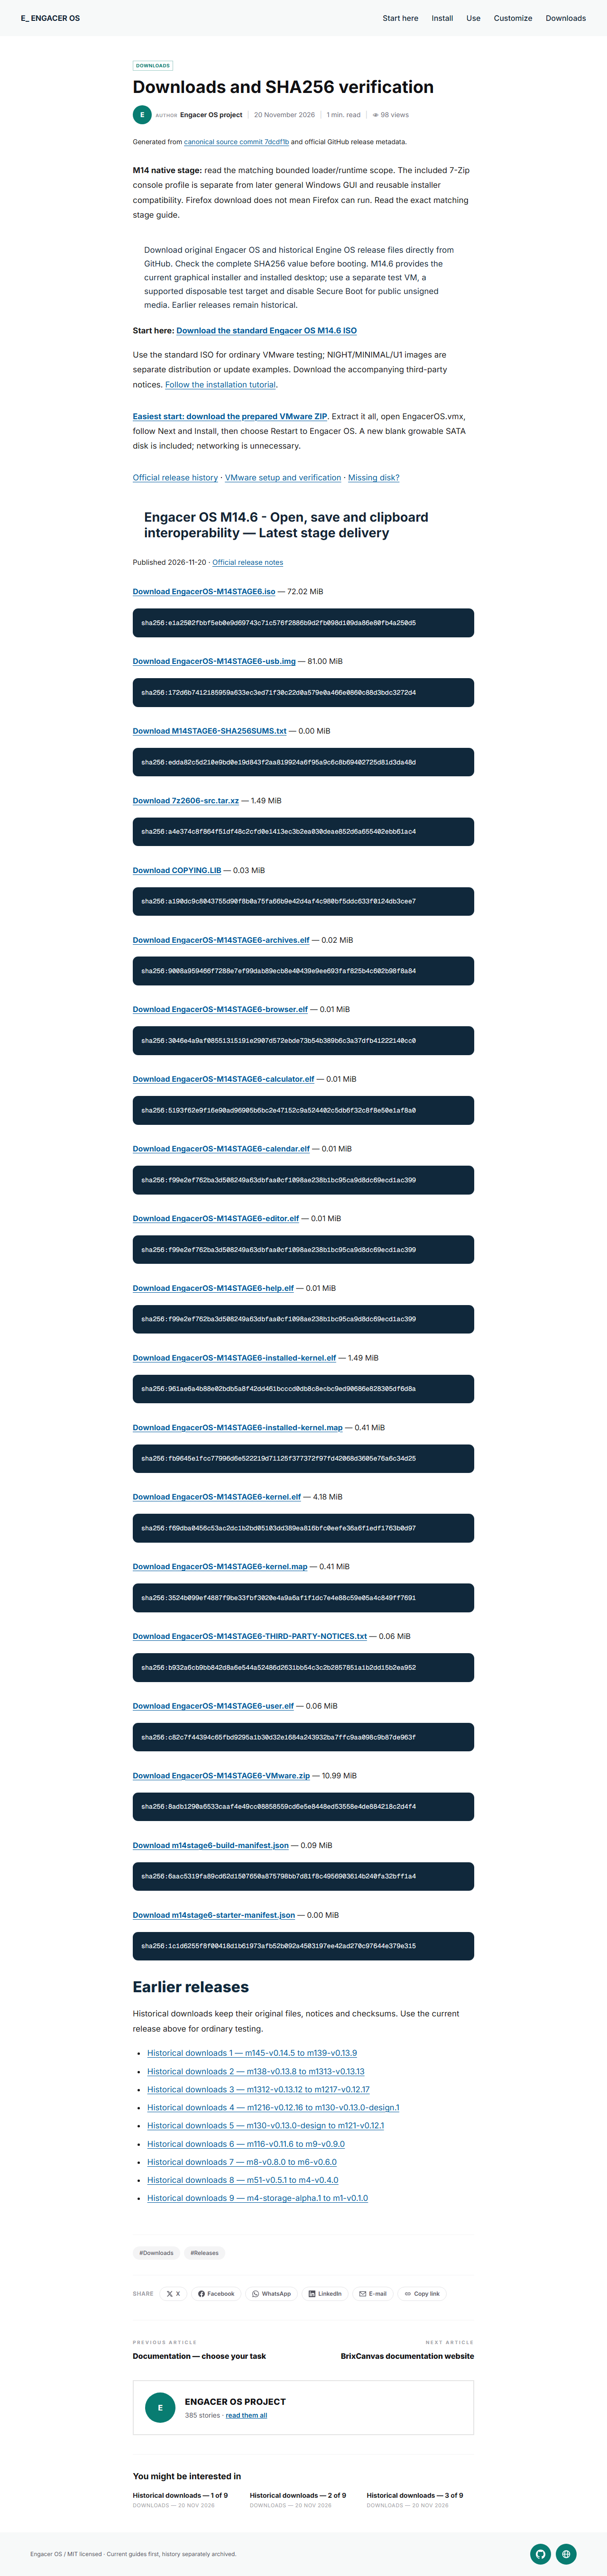 E_ ENGACER OS
Start here Install Use Customize Downloads
DOWNLOADS
Downloads and SHA256 verification
E AUTHOR Engacer OS project 20 November 2026 1 min. read 98 views
Generated from canonical source commit 7dcdf1b and official GitHub release metadata.
M14 native stage: read the matching bounded loader/runtime scope. The included 7-Zip
console profile is separate from later general Windows GUI and reusable installer
compatibility. Firefox download does not mean Firefox can run. Read the exact matching
stage guide.
Download original Engacer OS and historical Engine OS release files directly from
GitHub. Check the complete SHA256 value before booting. M14.6 provides the
current graphical installer and installed desktop; use a separate test VM, a
supported disposable test target and disable Secure Boot for public unsigned
media. Earlier releases remain historical.
Start here: Download the standard Engacer OS M14.6 ISO
Use the standard ISO for ordinary VMware testing; NIGHT/MINIMAL/U1 images are
separate distribution or update examples. Download the accompanying third-party
notices. Follow the installation tutorial.
Easiest start: download the prepared VMware ZIP. Extract it all, open EngacerOS.vmx,
follow Next and Install, then choose Restart to Engacer OS. A new blank growable SATA
disk is included; networking is unnecessary.
Official release history · VMware setup and verification · Missing disk?
Engacer OS M14.6 - Open, save and clipboard
interoperability — Latest stage delivery
Published 2026-11-20 · Official release notes
Download EngacerOS-M14STAGE6.iso — 72.02 MiB
Download EngacerOS-M14STAGE6-usb.img — 81.00 MiB
Download M14STAGE6-SHA256SUMS.txt — 0.00 MiB
Download 7z2606-src.tar.xz — 1.49 MiB
Download COPYING.LIB — 0.03 MiB
Download EngacerOS-M14STAGE6-archives.elf — 0.02 MiB
Download EngacerOS-M14STAGE6-browser.elf — 0.01 MiB
Download EngacerOS-M14STAGE6-calculator.elf — 0.01 MiB
Download EngacerOS-M14STAGE6-calendar.elf — 0.01 MiB
Download EngacerOS-M14STAGE6-editor.elf — 0.01 MiB
Download EngacerOS-M14STAGE6-help.elf — 0.01 MiB
Download EngacerOS-M14STAGE6-installed-kernel.elf — 1.49 MiB
Download EngacerOS-M14STAGE6-installed-kernel.map — 0.41 MiB
Download EngacerOS-M14STAGE6-kernel.elf — 4.18 MiB
Download EngacerOS-M14STAGE6-kernel.map — 0.41 MiB
Download EngacerOS-M14STAGE6-THIRD-PARTY-NOTICES.txt — 0.06 MiB
Download EngacerOS-M14STAGE6-user.elf — 0.06 MiB
Download EngacerOS-M14STAGE6-VMware.zip — 10.99 MiB
Download m14stage6-build-manifest.json — 0.09 MiB
Download m14stage6-starter-manifest.json — 0.00 MiB
Earlier releases
Historical downloads keep their original files, notices and checksums. Use the current
release above for ordinary testing.
• Historical downloads 1 — m145-v0.14.5 to m139-v0.13.9
• Historical downloads 2 — m138-v0.13.8 to m1313-v0.13.13
• Historical downloads 3 — m1312-v0.13.12 to m1217-v0.12.17
• Historical downloads 4 — m1216-v0.12.16 to m130-v0.13.0-design.1
• Historical downloads 5 — m130-v0.13.0-design to m121-v0.12.1
• Historical downloads 6 — m116-v0.11.6 to m9-v0.9.0
• Historical downloads 7 — m8-v0.8.0 to m6-v0.6.0
• Historical downloads 8 — m51-v0.5.1 to m4-v0.4.0
• Historical downloads 9 — m4-storage-alpha.1 to m1-v0.1.0
#Downloads #Releases
SHARE X Facebook WhatsApp LinkedIn E-mail Copy link
PREVIOUS ARTICLE NEXT ARTICLE
Documentation — choose your task BrixCanvas documentation website
E ENGACER OS PROJECT
385 stories · read them all
You might be interested in
Historical downloads — 1 of 9 Historical downloads — 2 of 9 Historical downloads — 3 of 9
DOWNLOADS — 20 NOV 2026 DOWNLOADS — 20 NOV 2026 DOWNLOADS — 20 NOV 2026
Engacer OS / MIT licensed · Current guides first, history separately archived.